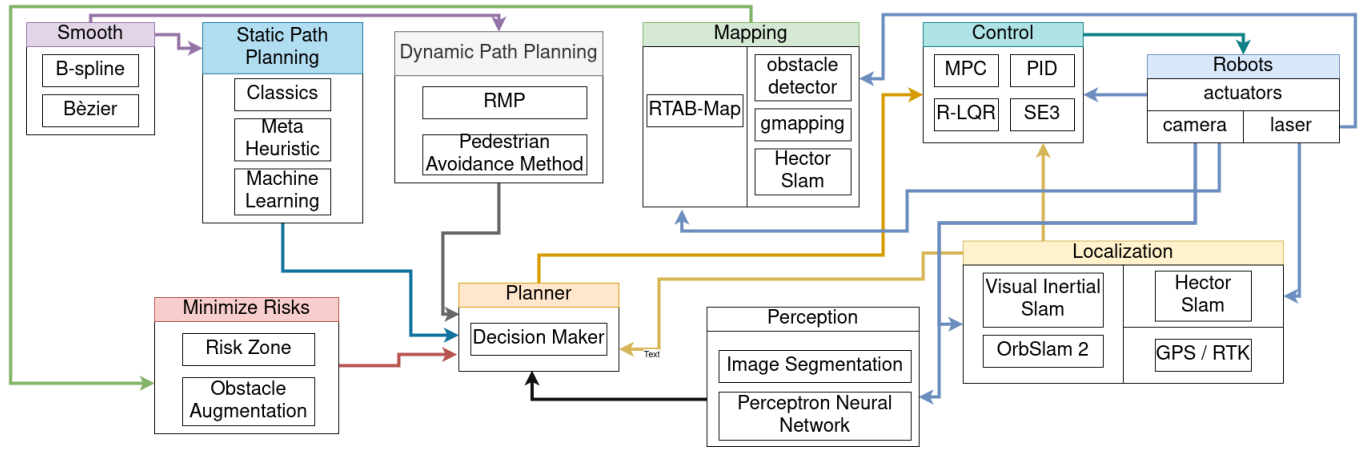 Smooth
B-spline
Bèzier
Static Path
Planning
Classics
Meta
Heuristic
Machine
Learning
Dynamic Path Planning
RMP
Pedestrian
Avoidance Method
Mapping
RTAB-Map
obstacle
detector
gmapping
Hector
Slam
Control
MPC
PID
R-LQR
SE3
Robots
actuators
camera
laser
Localization
Visual Inertial
Slam
OrbSlam 2
Hector
Slam
GPS / RTK
Minimize Risks
Risk Zone
Obstacle
Augmentation
Planner
Decision Maker
Text
Perception
Image Segmentation
Perceptron Neural
Network